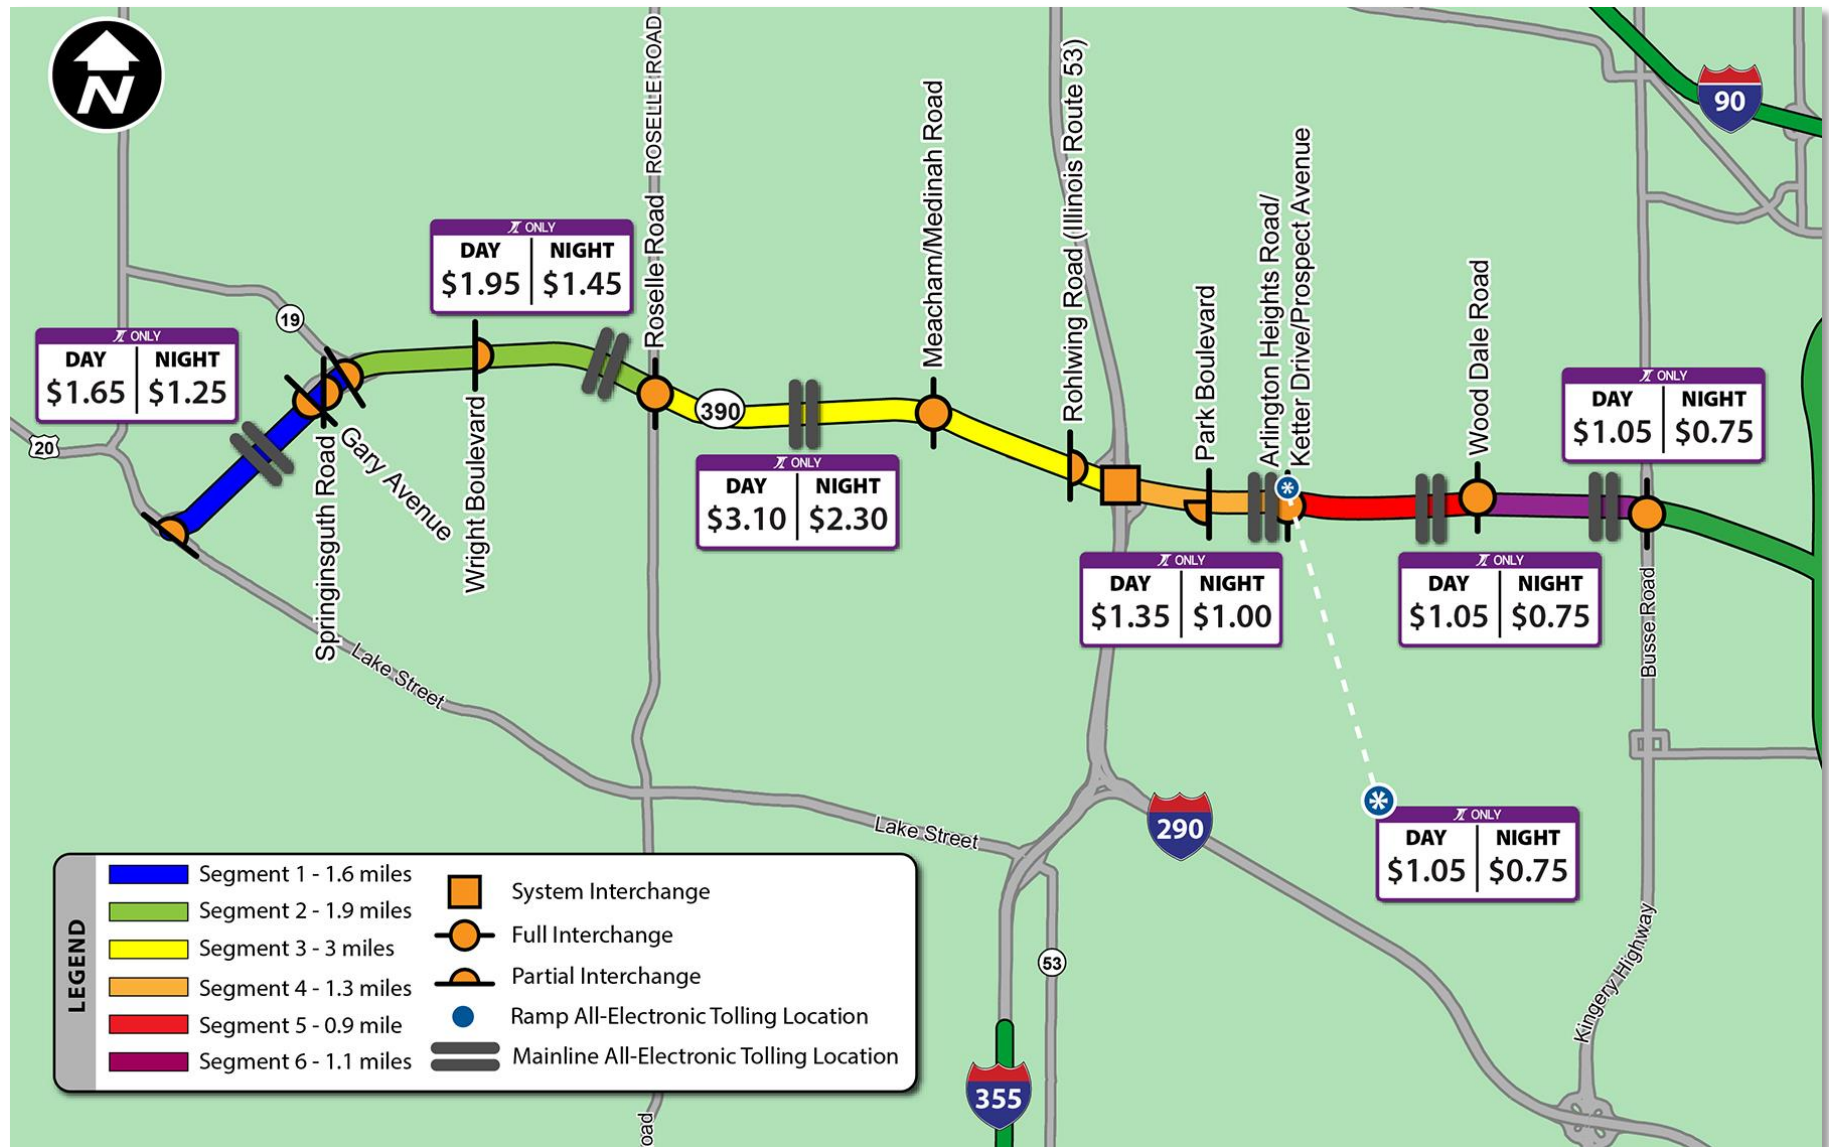 N
ROSELLE ROAD
Roselle Road
Meacham/Medinah Road
Rohlwing Road (Illinois Route 53)
Park Boulevard
Arlington Heights Road/
Ketter Drive/Prospect Avenue
Wood Dale Road
90
19
20
390
ONLY
DAY NIGHT
$1.65 $1.25
ONLY
DAY NIGHT
$1.95 $1.45
ONLY
DAY NIGHT
$3.10 $2.30
ONLY
DAY NIGHT
$1.35 $1.00
ONLY
DAY NIGHT
$1.05 $0.75
ONLY
DAY NIGHT
$1.05 $0.75
Springinsguth Road
Gary Avenue
Wright Boulevard
Busse Road
Lake Street
Lake Street
290
ONLY
DAY NIGHT
$1.05 $0.75
Kingery Highway
53
355
oad
LEGEND
Segment 1 - 1.6 miles
Segment 2 - 1.9 miles
Segment 3 - 3 miles
Segment 4 - 1.3 miles
Segment 5 - 0.9 mile
Segment 6 - 1.1 miles
System Interchange
Full Interchange
Partial Interchange
Ramp All-Electronic Tolling Location
Mainline All-Electronic Tolling Location